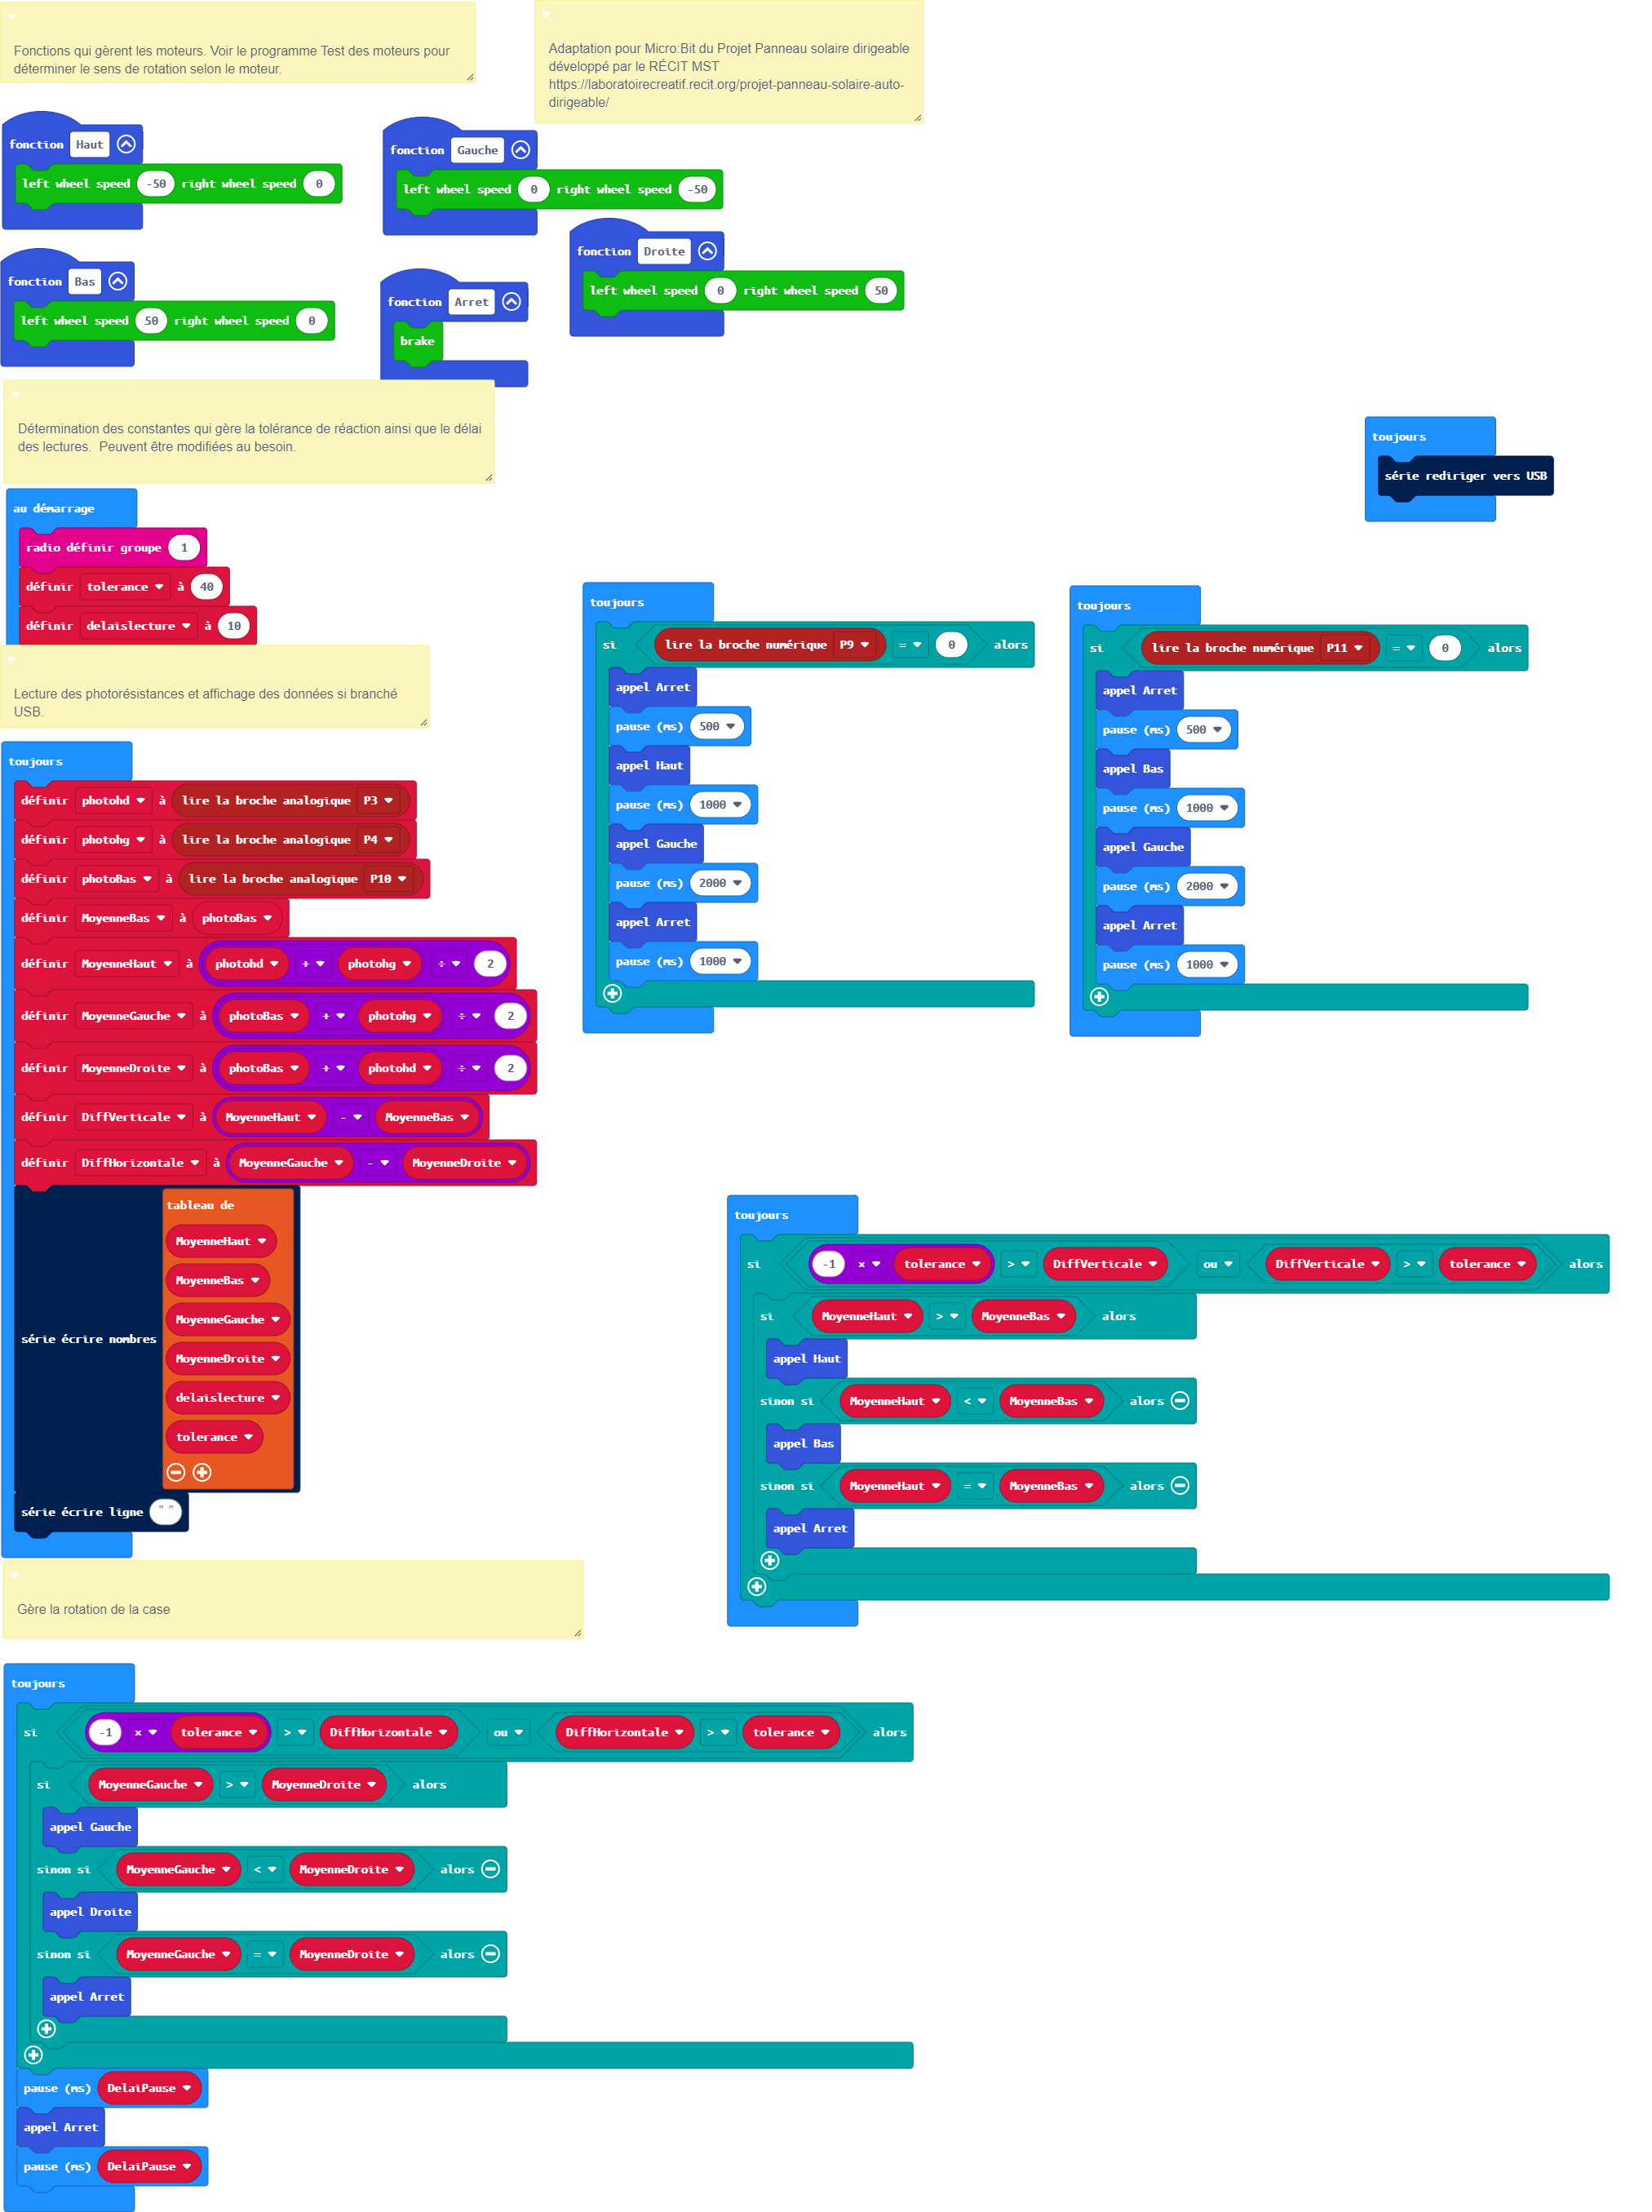 Fonctions qui gèrent les moteurs. Voir le programme Test des moteurs pour
déterminer le sens de rotation selon le moteur.
Adaptation pour Micro:Bit du Projet Panneau solaire dirigeable
développé par le RÉCIT MST
https://laboratoirecreatif.recit.org/projet-panneau-solaire-auto-
dirigeable/
fonction Haut
left wheel speed -50 right wheel speed 0
fonction Gauche
left wheel speed 0 right wheel speed -50
fonction Droite
left wheel speed 0 right wheel speed 50
fonction Bas
left wheel speed 50 right wheel speed 0
fonction Arret
brake
Détermination des constantes qui gère la tolérance de réaction ainsi que le délai
des lectures.  Peuvent être modifiées au besoin.
toujours
série rediriger vers USB
au démarrage
radio définir groupe 1
définir tolerance à 40
définir delaislecture à 10
Lecture des photorésistances et affichage des données si branché
USB.
toujours
si lire la broche numérique P9 = 0 alors
appel Arret
pause (ms) 500
appel Haut
pause (ms) 1000
appel Gauche
pause (ms) 2000
appel Arret
pause (ms) 1000
toujours
si lire la broche numérique P11 = 0 alors
appel Arret
pause (ms) 500
appel Bas
pause (ms) 1000
appel Gauche
pause (ms) 2000
appel Arret
pause (ms) 1000
toujours
définir photohd à lire la broche analogique P3
définir photohg à lire la broche analogique P4
définir photoBas à lire la broche analogique P10
définir MoyenneBas à photoBas
définir MoyenneHaut à photohd + photohg ÷ 2
définir MoyenneGauche à photoBas + photohg ÷ 2
définir MoyenneDroite à photoBas + photohd ÷ 2
définir DiffVerticale à MoyenneHaut - MoyenneBas
définir DiffHorizontale à MoyenneGauche - MoyenneDroite
série écrire nombres
tableau de
MoyenneHaut
MoyenneBas
MoyenneGauche
MoyenneDroite
delaislecture
tolerance
série écrire ligne " "
toujours
si -1 × tolerance > DiffVerticale ou DiffVerticale > tolerance alors
si MoyenneHaut > MoyenneBas alors
appel Haut
sinon si MoyenneHaut < MoyenneBas alors
appel Bas
sinon si MoyenneHaut = MoyenneBas alors
appel Arret
Gère la rotation de la case
toujours
si -1 × tolerance > DiffHorizontale ou DiffHorizontale > tolerance alors
si MoyenneGauche > MoyenneDroite alors
appel Gauche
sinon si MoyenneGauche < MoyenneDroite alors
appel Droite
sinon si MoyenneGauche = MoyenneDroite alors
appel Arret
pause (ms) DelaiPause
appel Arret
pause (ms) DelaiPause